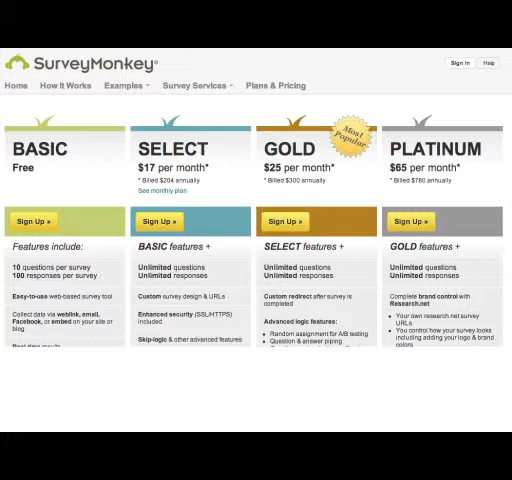 SurveyMonkey®
Sign In
Help
Home How It Works Examples Survey Services Plans & Pricing
BASIC
Free
Sign Up »
Features include:
10 questions per survey
100 responses per survey
Easy-to-use web-based survey tool
Collect data via weblink, email,
Facebook, or embed on your site or
blog
Real-time results
SELECT
$17 per month*
* Billed $204 annually
See monthly plan
Sign Up »
BASIC features +
Unlimited questions
Unlimited responses
Custom survey design & URLs
Enhanced security (SSL/HTTPS)
included
Skip-logic & other advanced features
Most
Popular
GOLD
$25 per month*
* Billed $300 annually
Sign Up »
SELECT features +
Unlimited questions
Unlimited responses
Custom redirect after survey is
completed
Advanced logic features:
• Random assignment for A/B testing
• Question & answer piping
PLATINUM
$65 per month*
* Billed $780 annually
Sign Up »
GOLD features +
Unlimited questions
Unlimited responses
Complete brand control with
Research.net
• Your own research.net survey
URLs
• You control how your survey looks
including adding your logo & brand
colors